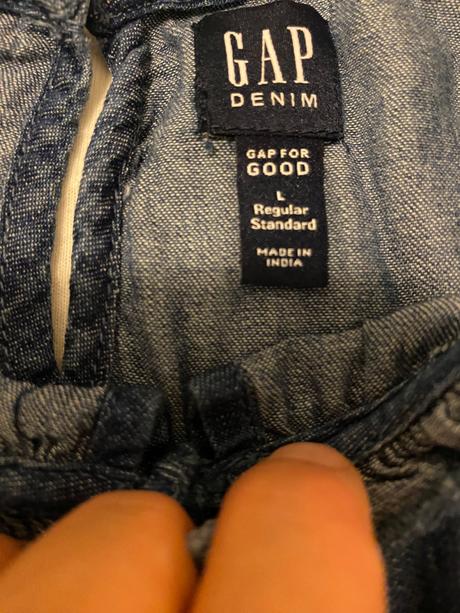 GAP
DENIM
GAP FOR
GOOD
L
Regular
Standard
MADE IN
INDIA